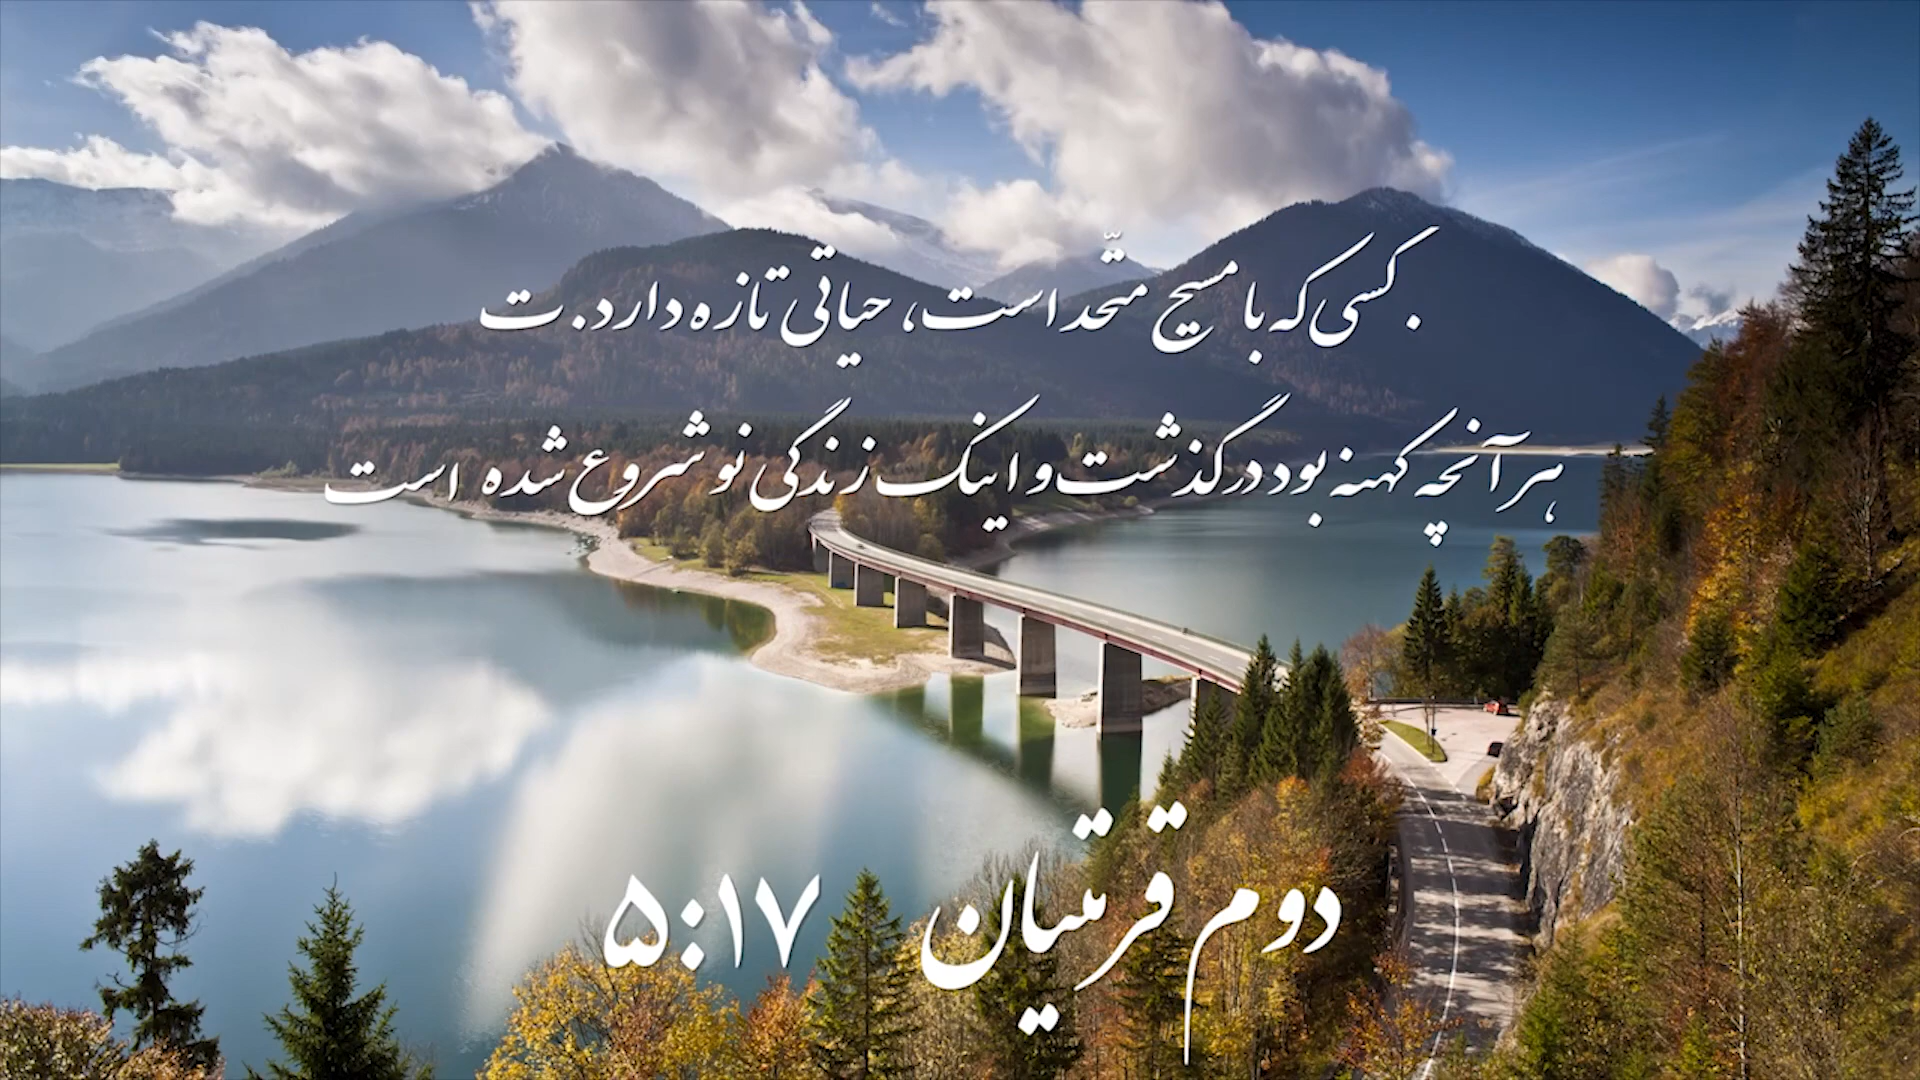 .کسی که با مسیح متّحد است، حیاتی تازه دارد.ت
هر آنچه کهنه بود درگذشت و اینک زندگی نو شروع شده است
دوم قرنتیان ۵:۱۷